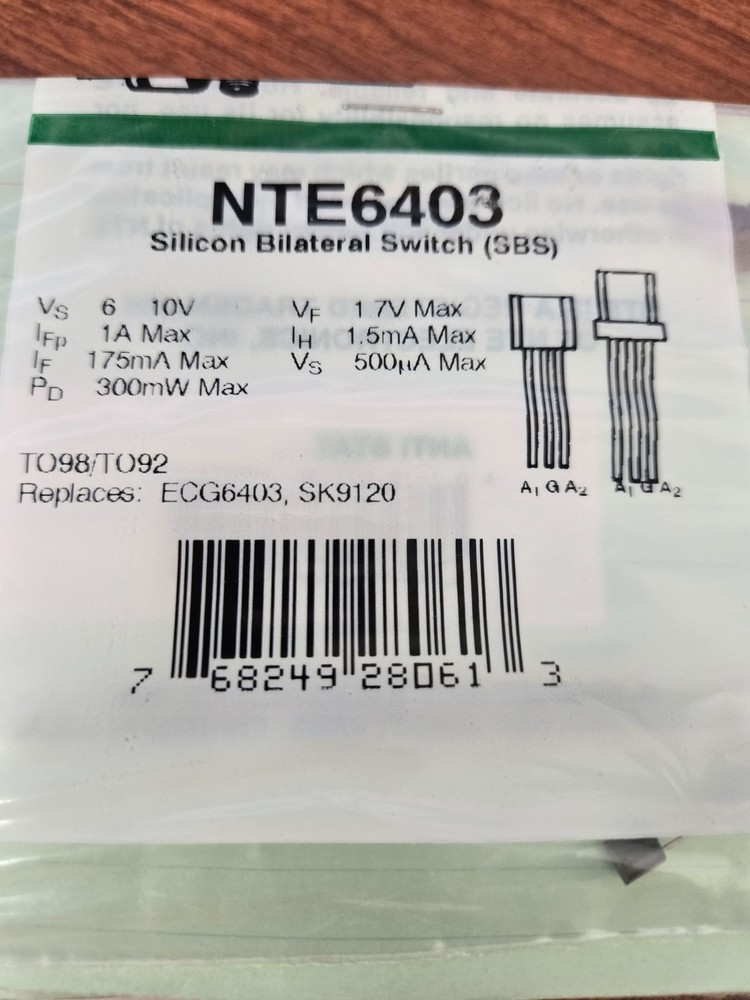 NTE6403
Silicon Bilateral Switch (SBS)
VS 6 10V VF 1.7V Max
IFp 1A Max IH 1.5mA Max
IF 175mA Max VS 500µA Max
PD 300mW Max
TO98/TO92
Replaces: ECG6403, SK9120
A1 G A2 A1 G A2
7 68249 28061 3